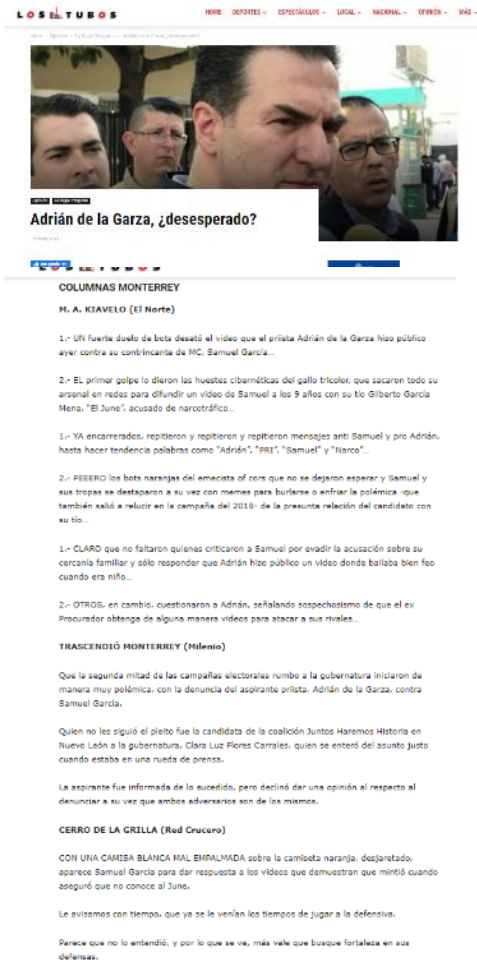 LOS TUBOS
HOME DEPORTES ESPECTÁCULOS LOCAL NACIONAL OPINIÓN MÁS
Adrián de la Garza, ¿desesperado?
COLUMNAS MONTERREY
M. A. KIAVELO (El Norte)
1.- UN fuerte duelo de bots desató el video que el priista Adrián de la Garza hizo público
ayer contra su contrincante de MC, Samuel García...
2.- EL primer golpe lo dieron las huestes cibernéticas del gallo tricolor, que sacaron todo su
arsenal en redes para difundir un video de Samuel a los 9 años con su tío Gilberto García
Mena, "El June", acusado de narcotráfico...
1.- YA encarrerados, repitieron y repitieron y repitieron mensajes anti Samuel y pro Adrián,
hasta hacer tendencia palabras como "Adrián", "PRI", "Samuel" y "Narco"...
2.- PEEERO los bots naranjas del emecista of cors que no se dejaron esperar y Samuel y
sus tropas se destaparon a su vez con memes para burlarse o enfriar la polémica -que
también salió a relucir en la campaña del 2018- de la presunta relación del candidato con
su tío...
1.- CLARO que no faltaron quienes criticaron a Samuel por evadir la acusación sobre su
cercanía familiar y sólo responder que Adrián hizo público un video donde bailaba bien feo
cuando era niño...
2.- OTROS, en cambio, cuestionaron a Adrián, señalando sospechosismo de que el ex
Procurador obtenga de alguna manera videos para atacar a sus rivales...
TRASCENDIÓ MONTERREY (Milenio)
Que la segunda mitad de las campañas electorales rumbo a la gubernatura iniciaron de
manera muy polémica, con la denuncia del aspirante priista, Adrián de la Garza, contra
Samuel García.
Quien no les siguió el pleito fue la candidata de la coalición Juntos Haremos Historia en
Nuevo León a la gubernatura, Clara Luz Flores Carrales, quien se enteró del asunto justo
cuando estaba en una rueda de prensa.
La aspirante fue informada de lo sucedido, pero declinó dar una opinión al respecto al
denunciar a su vez que ambos adversarios son de los mismos.
CERRO DE LA GRILLA (Red Crucero)
CON UNA CAMISA BLANCA MAL EMPALMADA sobre la camiseta naranja, desjaretado,
aparece Samuel García para dar respuesta a los videos que demuestran que mintió cuando
aseguró que no conoce al June.
Le avisamos con tiempo, que ya se le venían los tiempos de jugar a la defensiva.
Parece que no lo entendió, y por lo que se ve, más vale que busque fortaleza en sus
defensas.